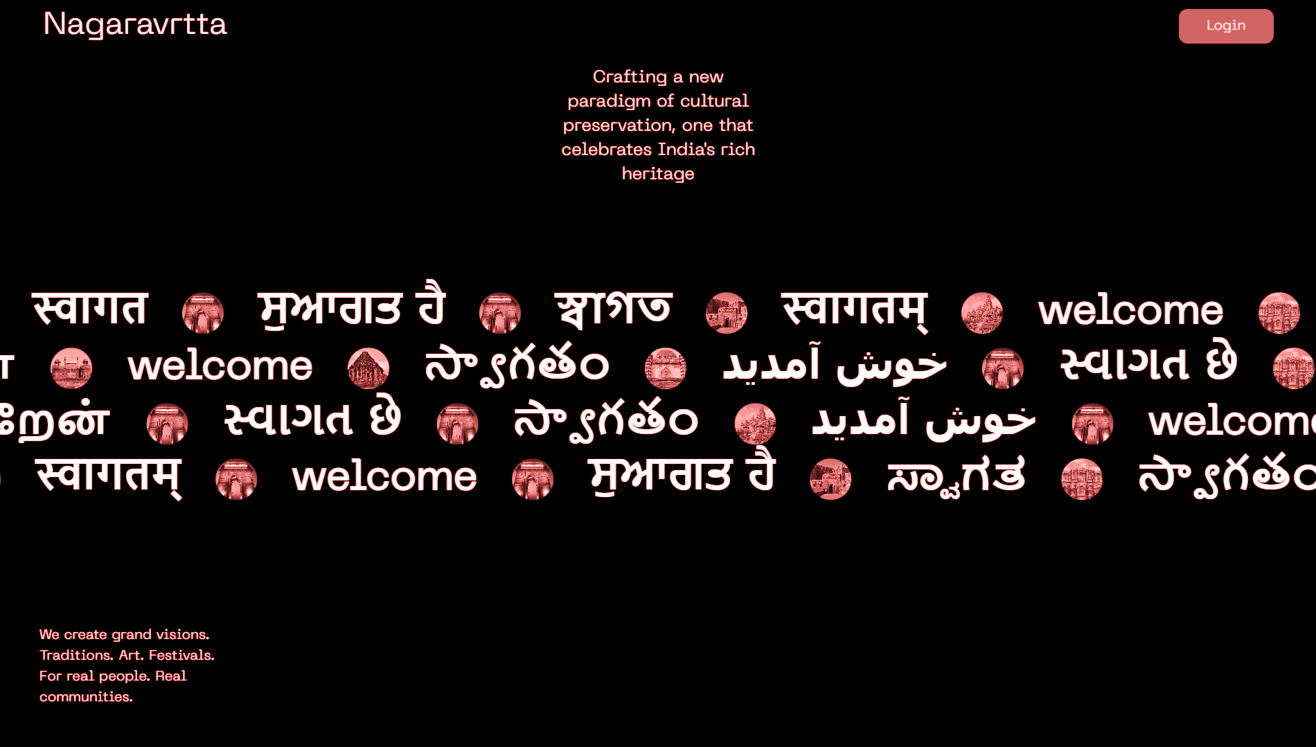 Nagaravrtta
Login
Crafting a new
paradigm of cultural
preservation, one that
celebrates India's rich
heritage
स्वागत ਸੁਆਗਤ ਹੈ স্বাগত स्वागतम् welcome
welcome స్వాగతం خوش آمدید સ્વાગત છે
સ્વાગત છે స్వాగతం خوش آمدید welcome
स्वागतम् welcome ਸੁਆਗਤ ਹੈ ಸ್ವಾಗತ స్వాగతం
We create grand visions.
Traditions. Art. Festivals.
For real people. Real
communities.